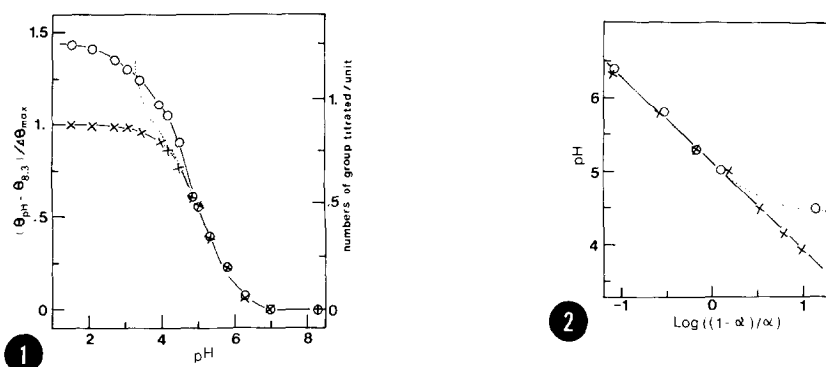 1.5
1.
.5
0
( θpH - θ8.3 ) / Δθmax
1.
.5
0
numbers of group titrated/unit
2 4 6 8
pH
1
6
5
4
pH
-1 0 1
Log((1-α)/α)
2